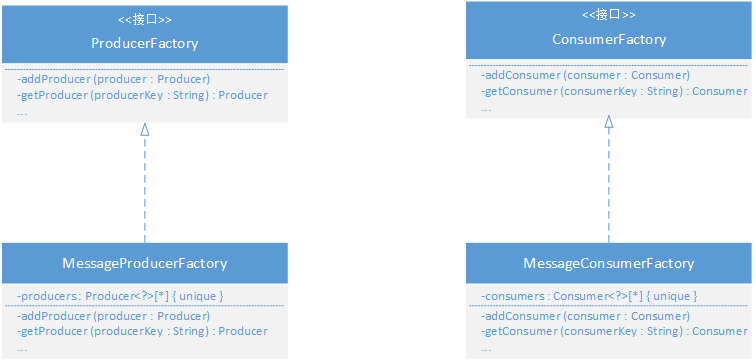 <<接口>>
ProducerFactory
-addProducer (producer : Producer)
-getProducer (producerKey : String) : Producer
...
<<接口>>
ConsumerFactory
-addConsumer (consumer : Consumer)
-getConsumer (consumerKey : String) : Consumer
...
MessageProducerFactory
-producers : Producer<?>[*] { unique }
-addProducer (producer : Producer)
-getProducer (producerKey : String) : Producer
...
MessageConsumerFactory
-consumers : Consumer<?>[*] { unique }
-addConsumer (consumer : Consumer)
-getConsumer (consumerKey : String) : Consumer
...